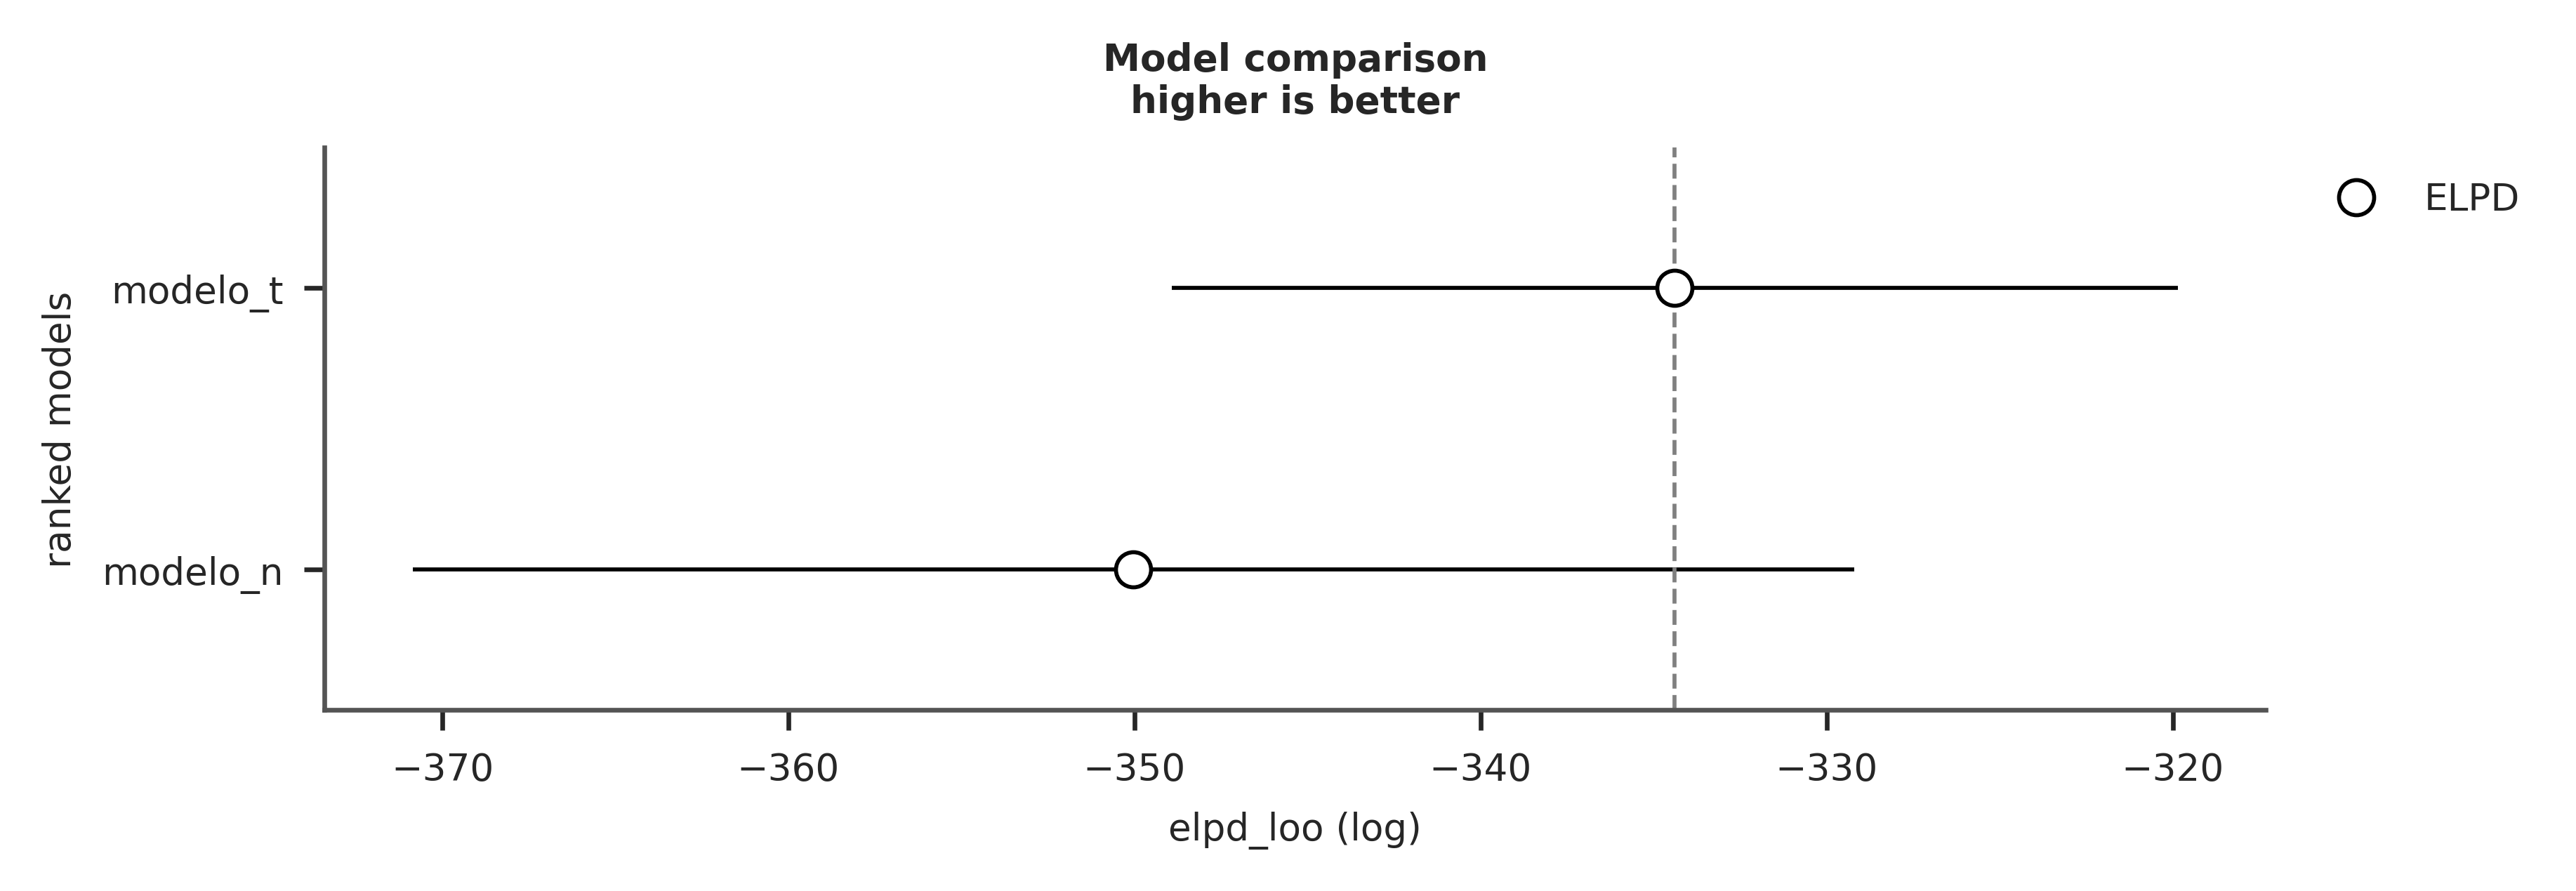 Model comparison
higher is better
ELPD
ranked models
modelo_t
modelo_n
−370
−360
−350
−340
−330
−320
elpd_loo (log)